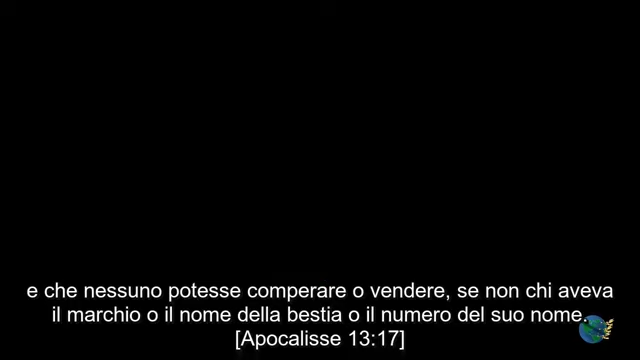 e che nessuno potesse comperare o vendere, se non chi aveva
il marchio o il nome della bestia o il numero del suo nome.
[Apocalisse 13:17]